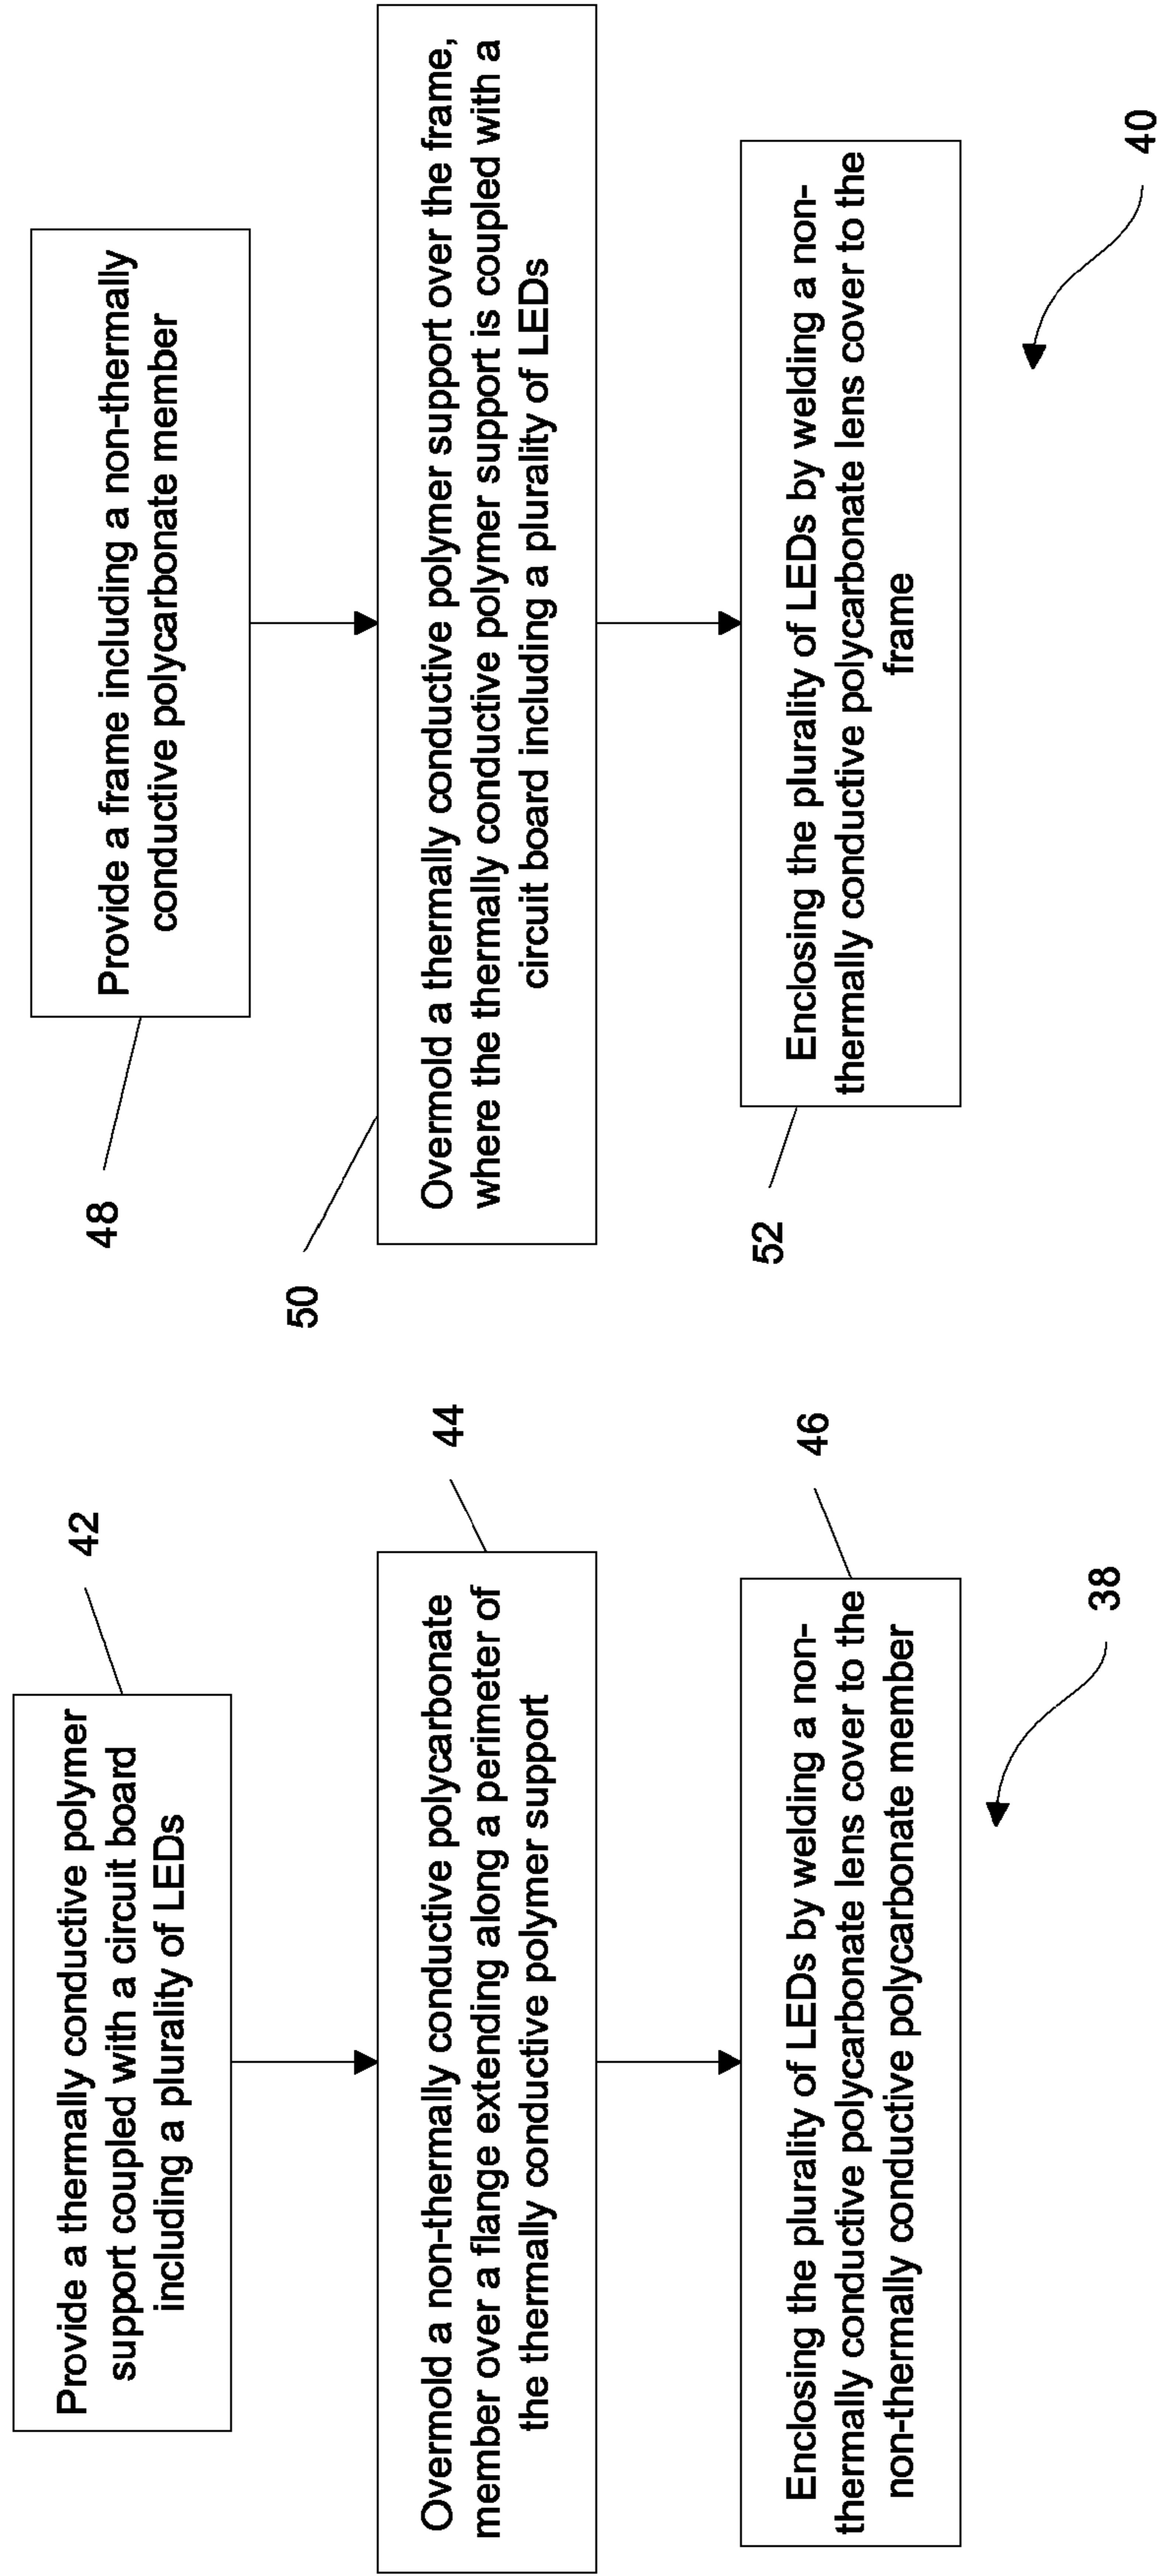 42
Provide a thermally conductive polymer
support coupled with a circuit board
including a plurality of LEDs
44
Overmold a non-thermally conductive polycarbonate
member over a flange extending along a perimeter of
the thermally conductive polymer support
46
Enclosing the plurality of LEDs by welding a non-
thermally conductive polycarbonate lens cover to the
non-thermally conductive polycarbonate member
38
48
Provide a frame including a non-thermally
conductive polycarbonate member
50
Overmold a thermally conductive polymer support over the frame,
where the thermally conductive polymer support is coupled with a
circuit board including a plurality of LEDs
52
Enclosing the plurality of LEDs by welding a non-
thermally conductive polycarbonate lens cover to the
frame
40